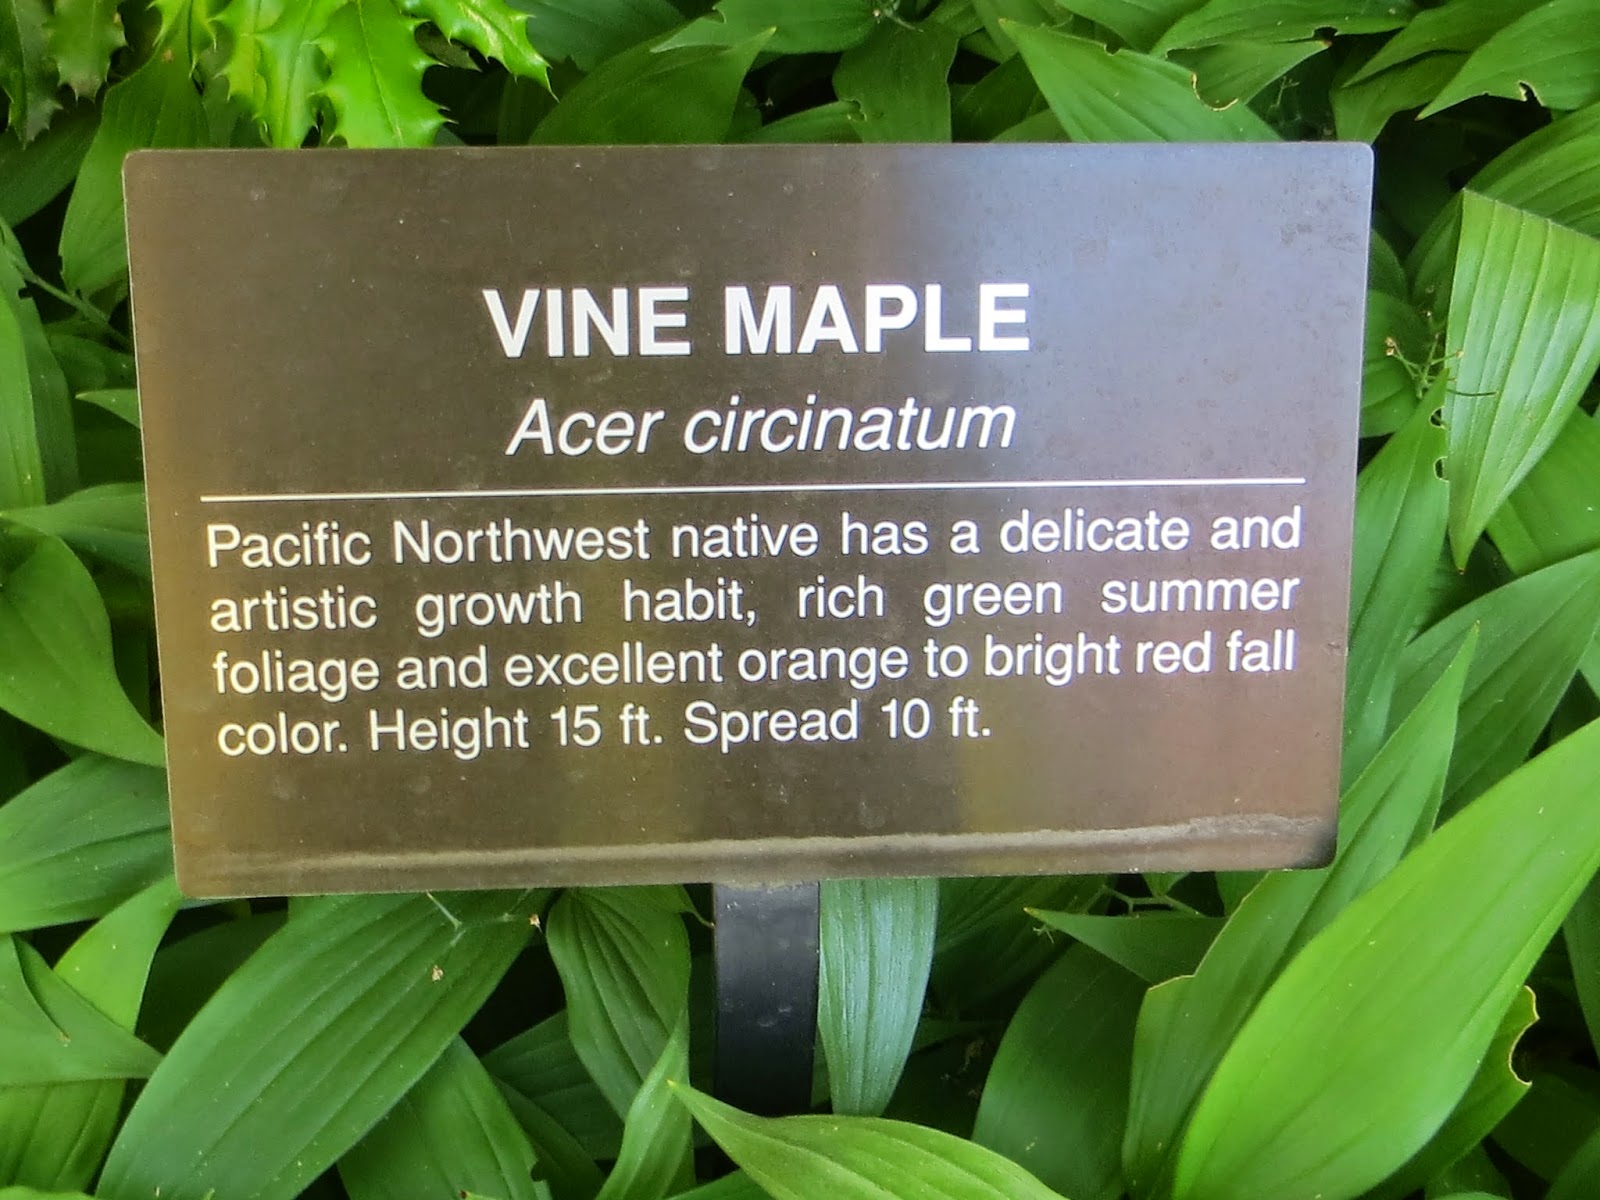 VINE MAPLE
Acer circinatum
Pacific Northwest native has a delicate and
artistic growth habit, rich green summer
foliage and excellent orange to bright red fall
color. Height 15 ft. Spread 10 ft.